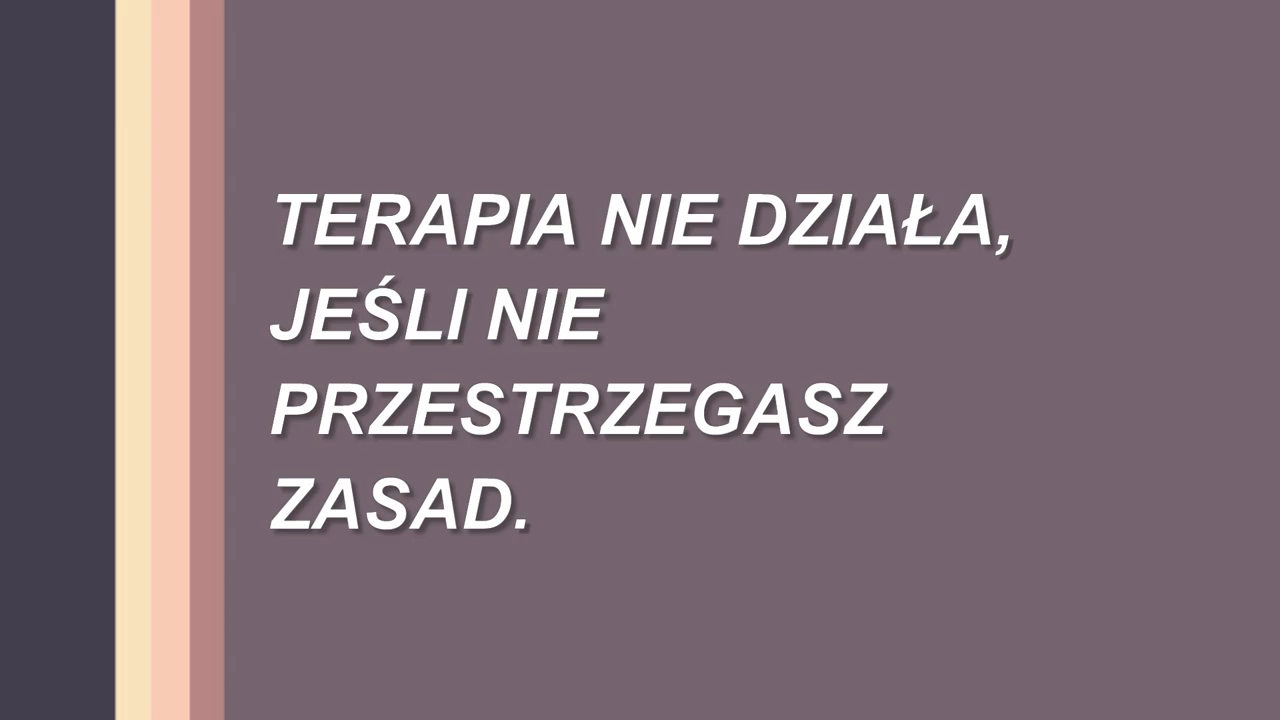 TERAPIA NIE DZIAŁA,
JEŚLI NIE
PRZESTRZEGASZ
ZASAD.